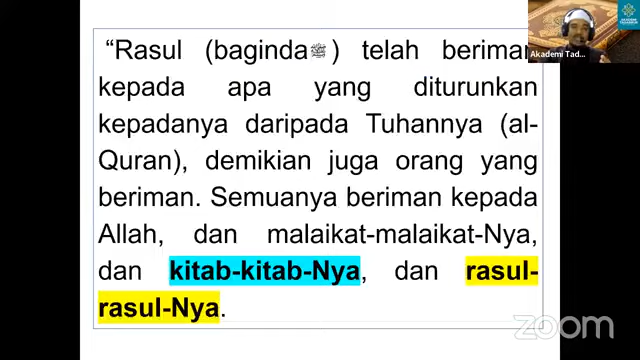 “Rasul (baginda ﷺ) telah beriman
kepada apa yang diturunkan
kepadanya daripada Tuhannya (al-
Quran), demikian juga orang yang
beriman. Semuanya beriman kepada
Allah, dan malaikat-malaikat-Nya,
dan kitab-kitab-Nya, dan rasul-
rasul-Nya.
Akademi Tad...
zoom